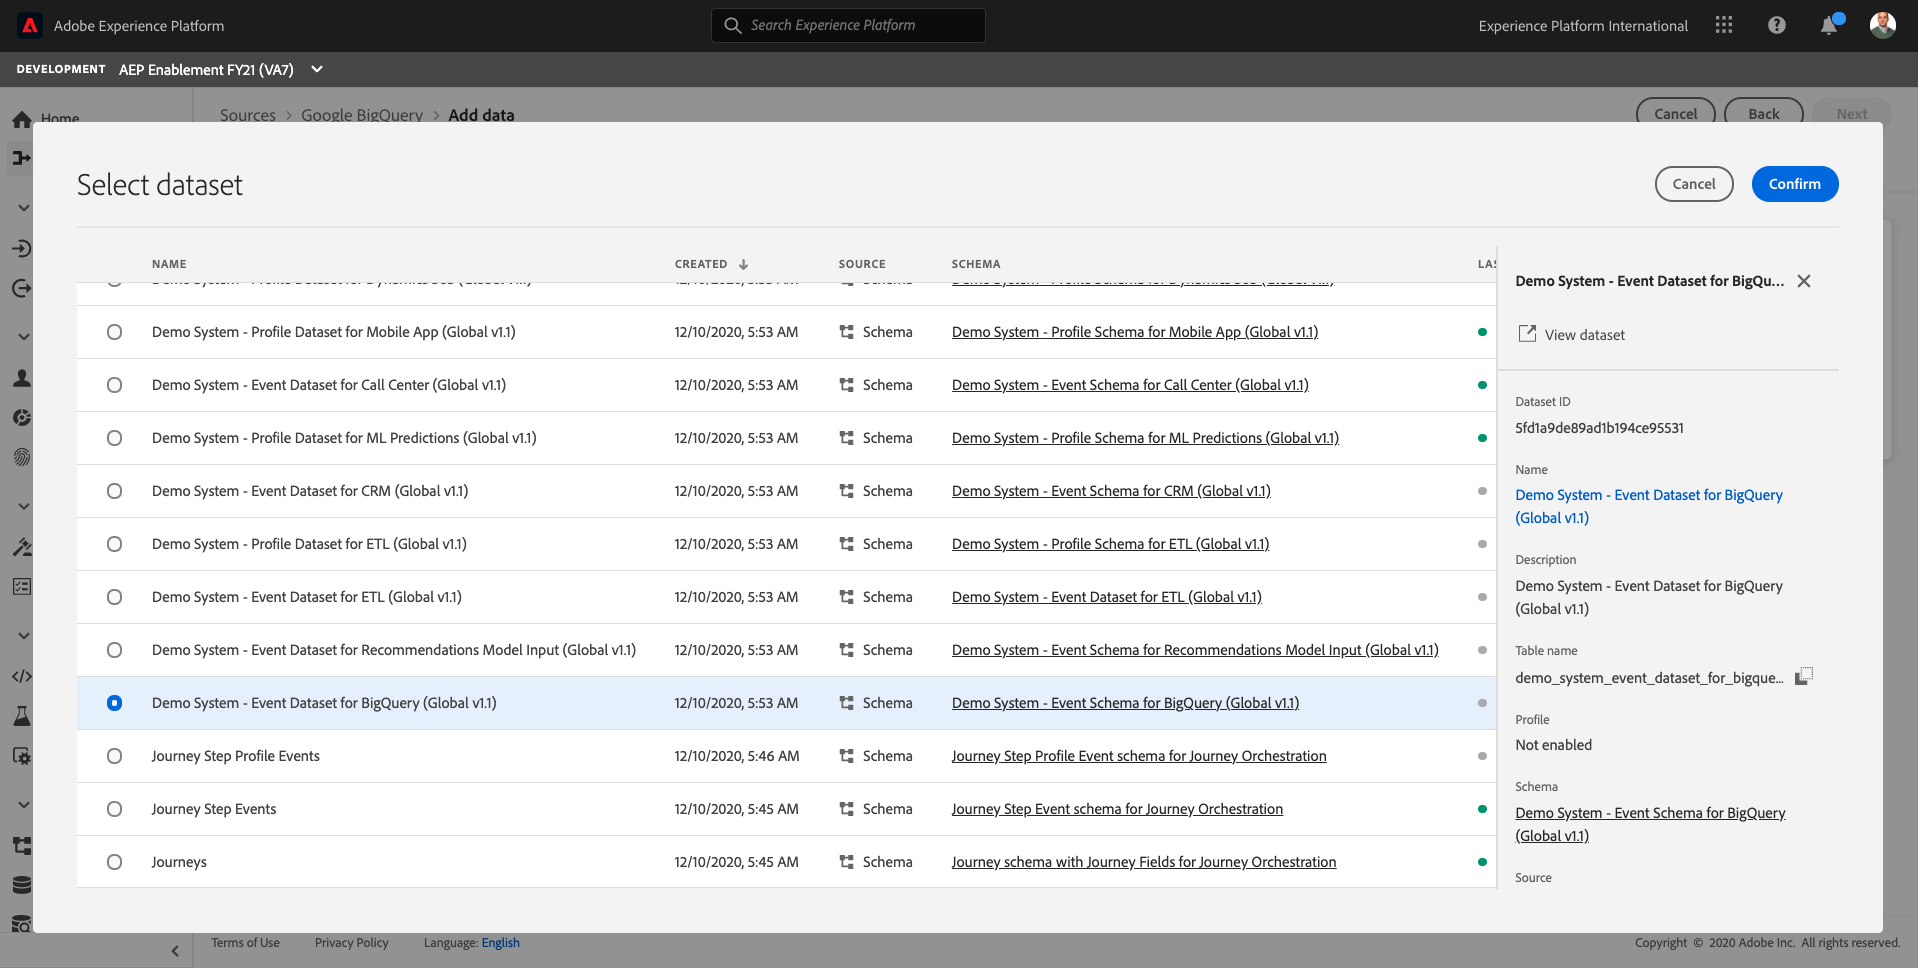 Adobe Experience Platform
Search Experience Platform
Experience Platform International
DEVELOPMENT AEP Enablement FY21 (VA7)
Home
Sources > Google BigQuery > Add data
Cancel Back Next
Select dataset
Cancel Confirm
NAME CREATED ↓ SOURCE SCHEMA LAS
Demo System - Profile Dataset for Mobile App (Global v1.1) 12/10/2020, 5:53 AM Schema Demo System - Profile Schema for Mobile App (Global v1.1)
Demo System - Event Dataset for Call Center (Global v1.1) 12/10/2020, 5:53 AM Schema Demo System - Event Schema for Call Center (Global v1.1)
Demo System - Profile Dataset for ML Predictions (Global v1.1) 12/10/2020, 5:53 AM Schema Demo System - Profile Schema for ML Predictions (Global v1.1)
Demo System - Event Dataset for CRM (Global v1.1) 12/10/2020, 5:53 AM Schema Demo System - Event Schema for CRM (Global v1.1)
Demo System - Profile Dataset for ETL (Global v1.1) 12/10/2020, 5:53 AM Schema Demo System - Profile Schema for ETL (Global v1.1)
Demo System - Event Dataset for ETL (Global v1.1) 12/10/2020, 5:53 AM Schema Demo System - Event Dataset for ETL (Global v1.1)
Demo System - Event Dataset for Recommendations Model Input (Global v1.1) 12/10/2020, 5:53 AM Schema Demo System - Event Schema for Recommendations Model Input (Global v1.1)
Demo System - Event Dataset for BigQuery (Global v1.1) 12/10/2020, 5:53 AM Schema Demo System - Event Schema for BigQuery (Global v1.1)
Journey Step Profile Events 12/10/2020, 5:46 AM Schema Journey Step Profile Event schema for Journey Orchestration
Journey Step Events 12/10/2020, 5:45 AM Schema Journey Step Event schema for Journey Orchestration
Journeys 12/10/2020, 5:45 AM Schema Journey schema with Journey Fields for Journey Orchestration
Demo System - Event Dataset for BigQu...
View dataset
Dataset ID
5fd1a9de89ad1b194ce95531
Name
Demo System - Event Dataset for BigQuery
(Global v1.1)
Description
Demo System - Event Dataset for BigQuery
(Global v1.1)
Table name
demo_system_event_dataset_for_bigque...
Profile
Not enabled
Schema
Demo System - Event Schema for BigQuery
(Global v1.1)
Source
Terms of Use Privacy Policy Language: English
Copyright © 2020 Adobe Inc. All rights reserved.